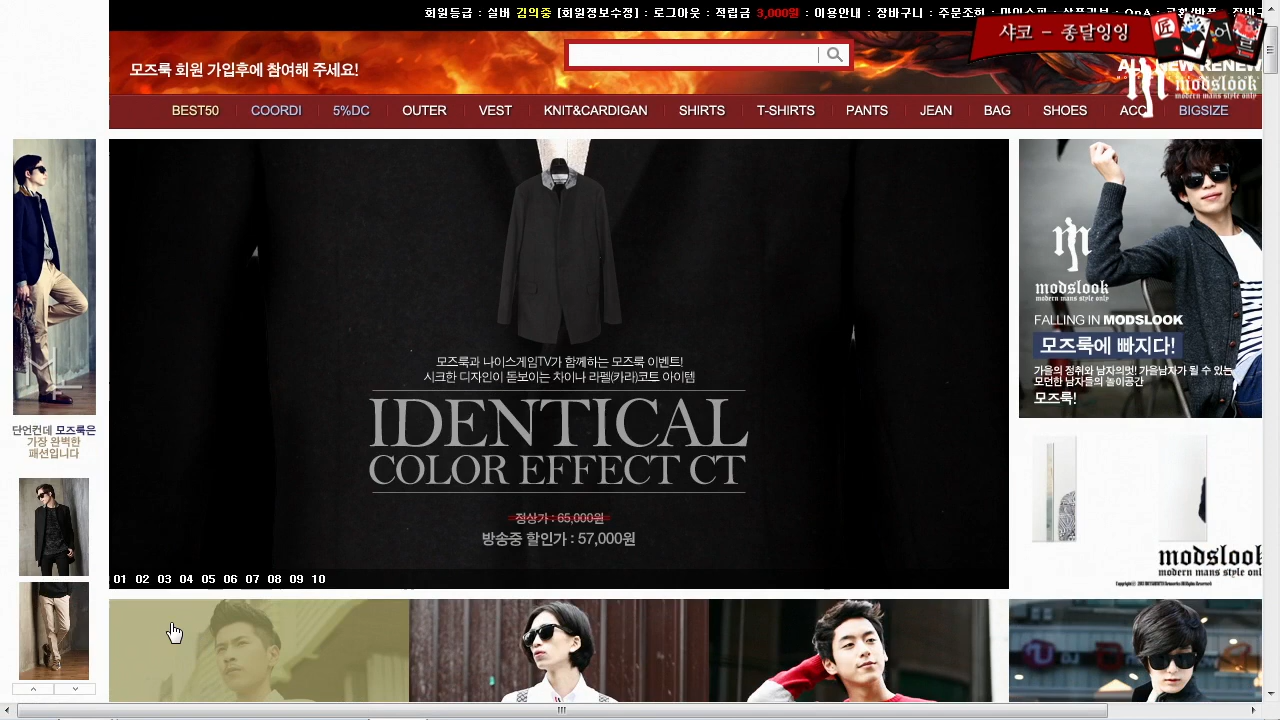 회원등급 : 실버 김익중 [회원정보수정] : 로그아웃 : 적립금 3,000원 : 이용안내 : 장바구니 : 주문조회
샤코 - 종달잉잉
모즈룩 회원 가입후에 참여해 주세요!
ALL NEW RENEW
modslook
modern mans style only
BEST50 COORDI 5%DC OUTER VEST KNIT&CARDIGAN SHIRTS T-SHIRTS PANTS JEAN BAG SHOES ACC BIGSIZE
단언컨데 모즈룩은
가장 완벽한
패션입니다
모즈룩과 나이스게임TV가 함께하는 모즈룩 이벤트!
시크한 디자인이 돋보이는 차이나 라펠(카라)코트 아이템
IDENTICAL
COLOR EFFECT CT
정상가 : 65,000원
방송중 할인가 : 57,000원
01 02 03 04 05 06 07 08 09 10
modslook
modern mans style only
FALLING IN MODSLOOK
모즈룩에 빠지다!
가을의 정취와 남자의멋! 가을남자가 될 수 있는
모던한 남자들의 놀이공간
모즈룩!
modslook
modern mans style only